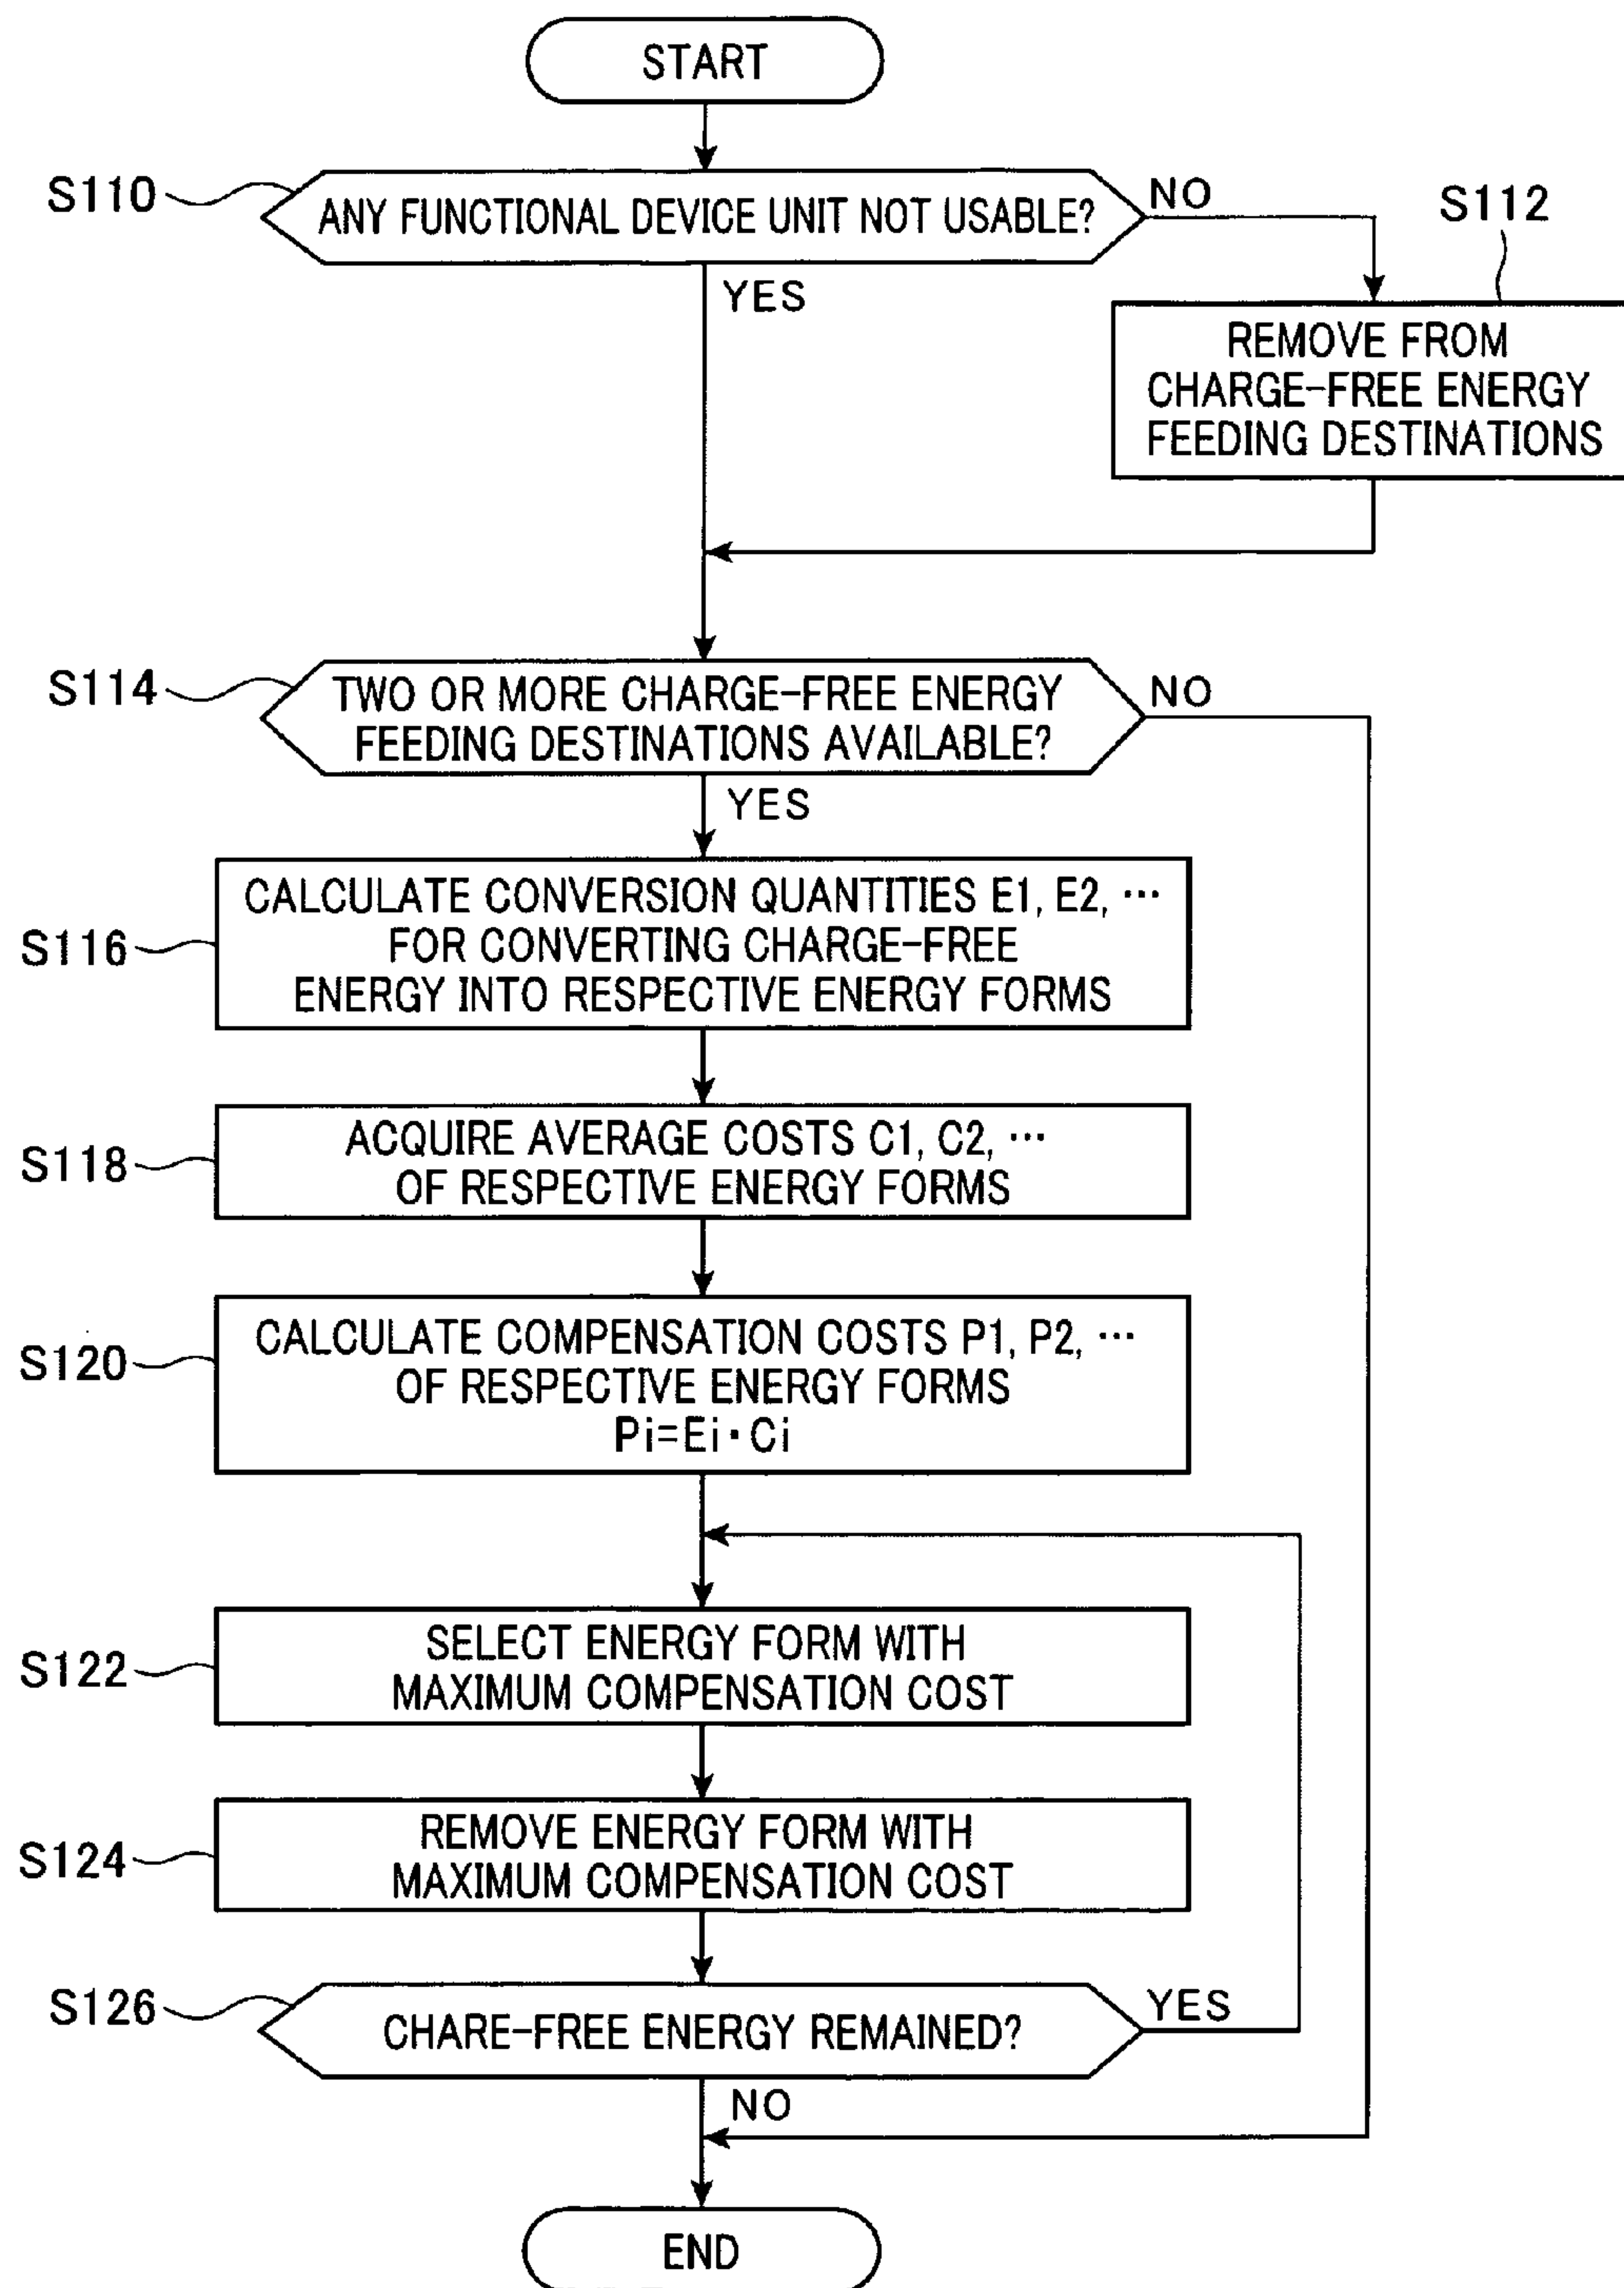 START
S110
ANY FUNCTIONAL DEVICE UNIT NOT USABLE?
NO
YES
S112
REMOVE FROM
CHARGE-FREE ENERGY
FEEDING DESTINATIONS
S114
TWO OR MORE CHARGE-FREE ENERGY
FEEDING DESTINATIONS AVAILABLE?
NO
YES
S116
CALCULATE CONVERSION QUANTITIES E1, E2, ⋯
FOR CONVERTING CHARGE-FREE
ENERGY INTO RESPECTIVE ENERGY FORMS
S118
ACQUIRE AVERAGE COSTS C1, C2, ⋯
OF RESPECTIVE ENERGY FORMS
S120
CALCULATE COMPENSATION COSTS P1, P2, ⋯
OF RESPECTIVE ENERGY FORMS
Pi=Ei·Ci
S122
SELECT ENERGY FORM WITH
MAXIMUM COMPENSATION COST
S124
REMOVE ENERGY FORM WITH
MAXIMUM COMPENSATION COST
S126
CHARE-FREE ENERGY REMAINED?
YES
NO
END